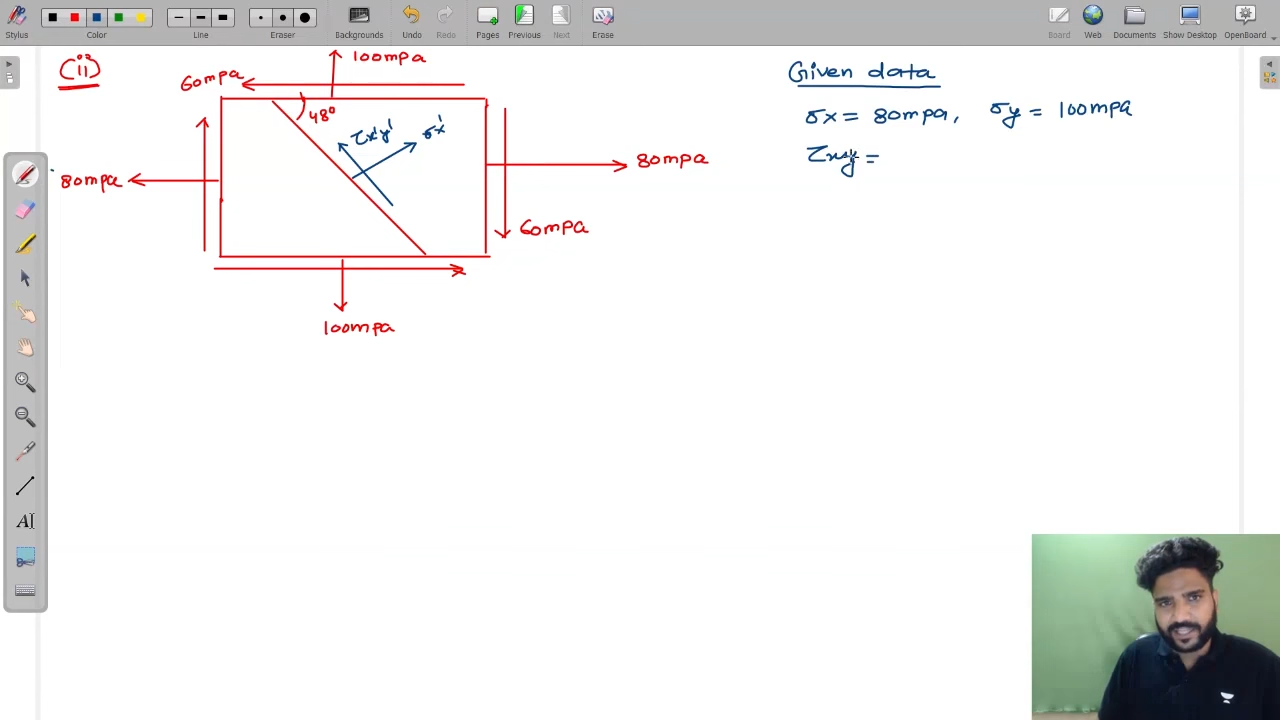 Stylus Color Line Eraser Backgrounds Undo Redo Pages Previous Next Erase Board Web Documents Show Desktop OpenBoard
(ii)
100mpa
60mpa
48°
τx'y'
σx'
80mpa
80mpa
60mpa
100mpa
Given data
σx = 80mpa, σy = 100mpa
τxy =